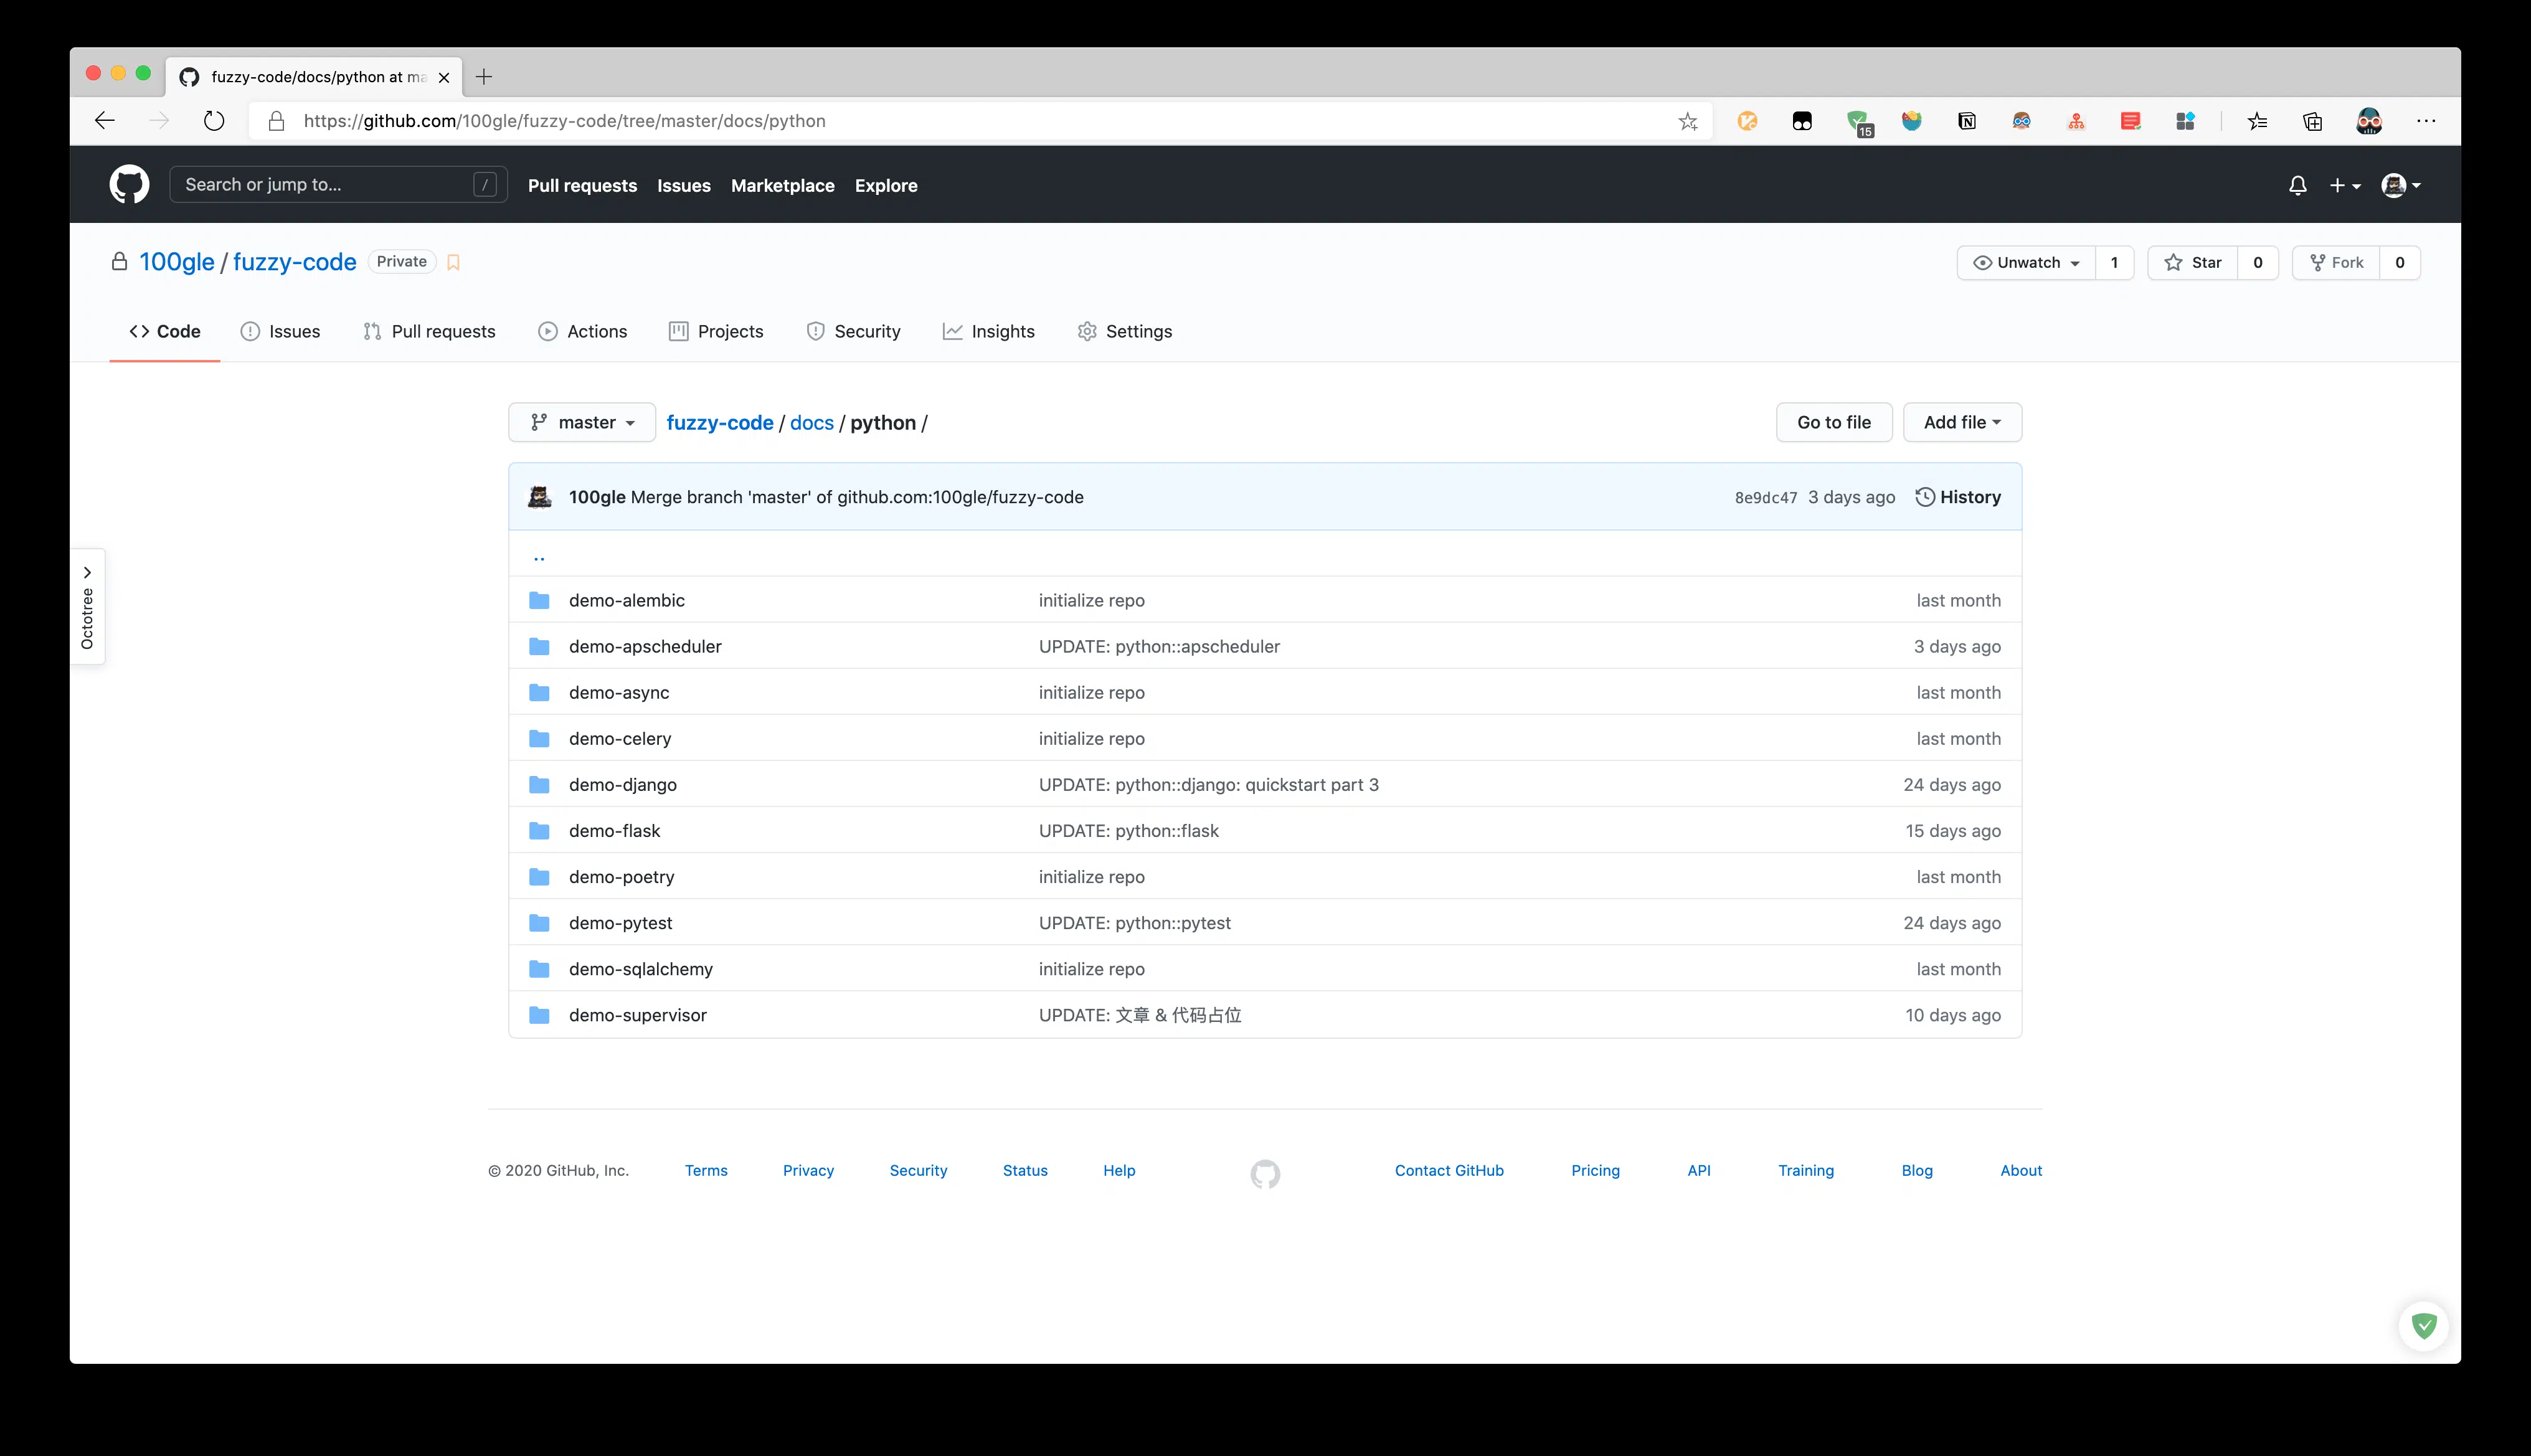 fuzzy-code/docs/python at ma
https://github.com/100gle/fuzzy-code/tree/master/docs/python
15
Search or jump to... /
Pull requests Issues Marketplace Explore
100gle / fuzzy-code Private
Unwatch 1 Star 0 Fork 0
Code Issues Pull requests Actions Projects Security Insights Settings
master fuzzy-code / docs / python /
Go to file Add file
100gle Merge branch 'master' of github.com:100gle/fuzzy-code 8e9dc47 3 days ago History
..
demo-alembic initialize repo last month
demo-apscheduler UPDATE: python::apscheduler 3 days ago
demo-async initialize repo last month
demo-celery initialize repo last month
demo-django UPDATE: python::django: quickstart part 3 24 days ago
demo-flask UPDATE: python::flask 15 days ago
demo-poetry initialize repo last month
demo-pytest UPDATE: python::pytest 24 days ago
demo-sqlalchemy initialize repo last month
demo-supervisor UPDATE: 文章 & 代码占位 10 days ago
Octotree
© 2020 GitHub, Inc. Terms Privacy Security Status Help Contact GitHub Pricing API Training Blog About